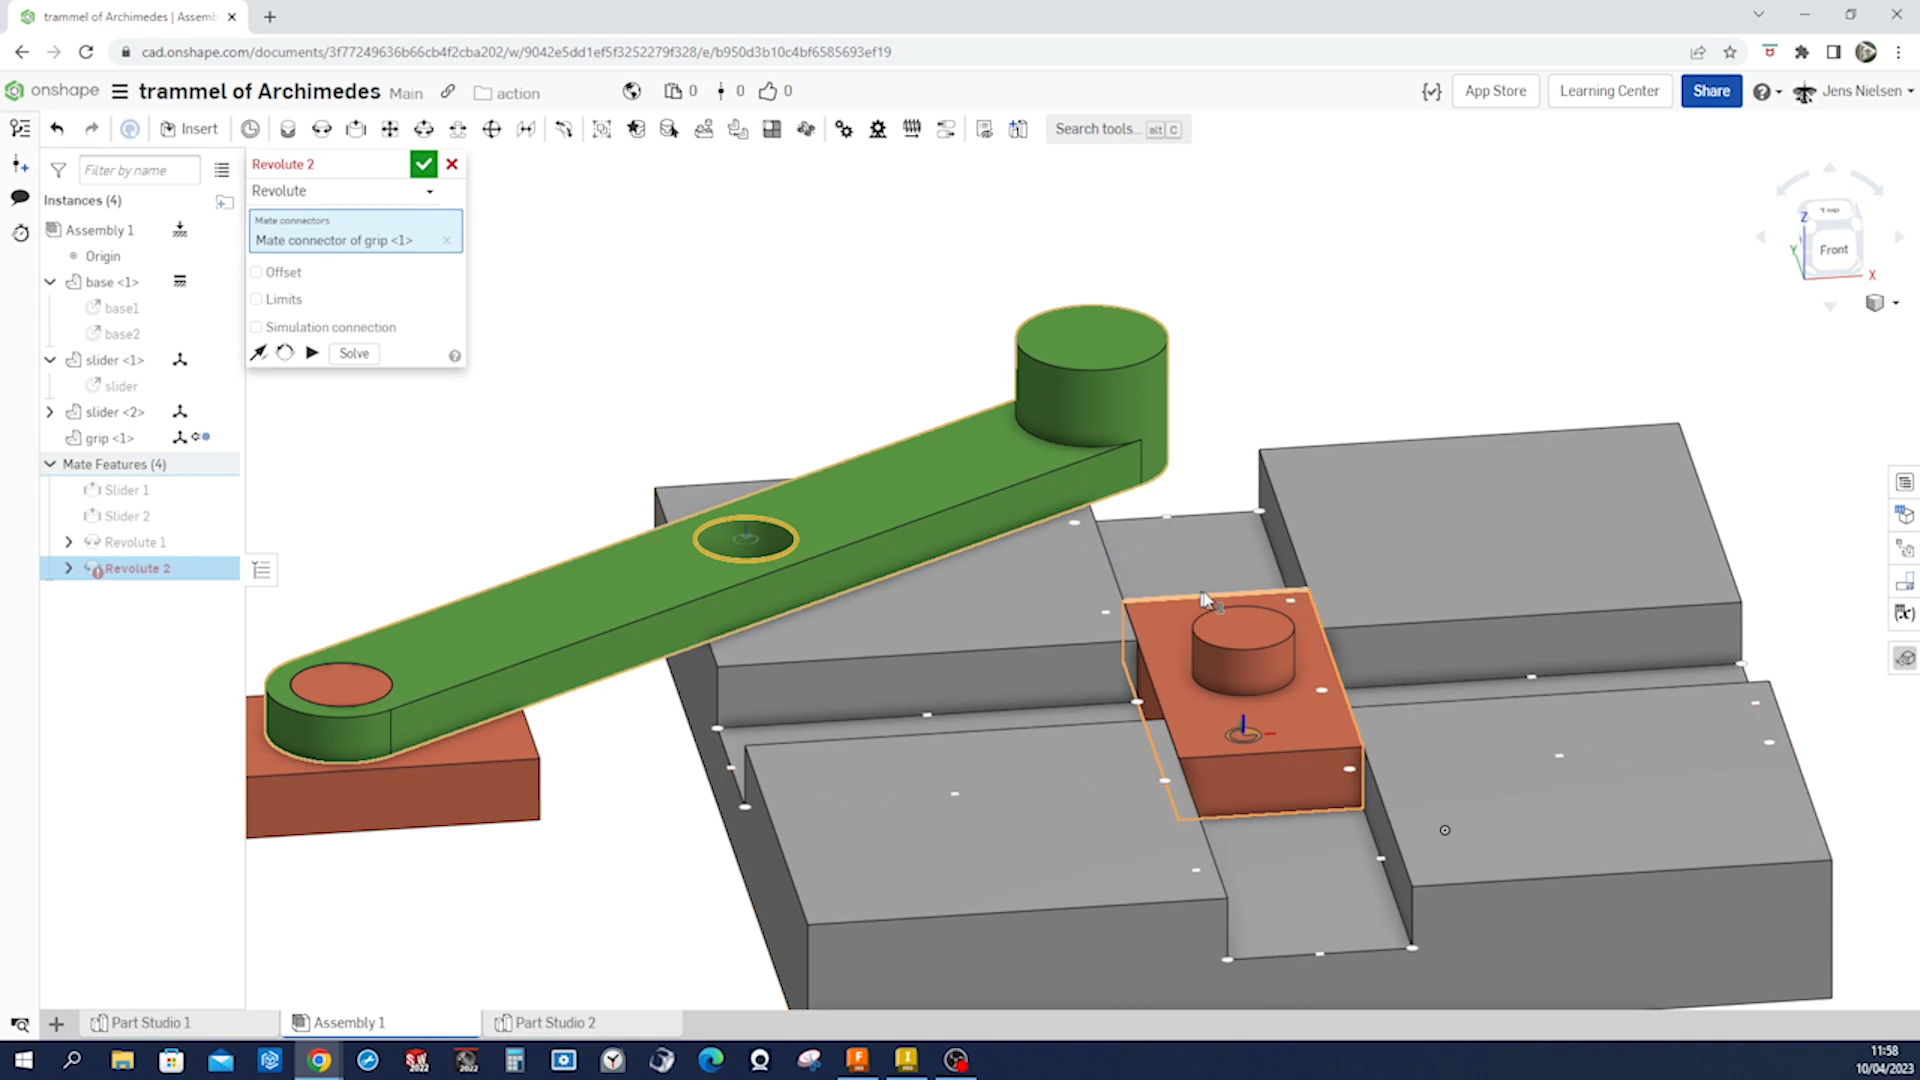 trammel of Archimedes | Assemb
cad.onshape.com/documents/3f77249636b66cb4f2cba202/w/9042e5dd1ef5f3252279f328/e/b950d3b10c4bf6585693ef19
onshape trammel of Archimedes Main action 0 0 0 App Store Learning Center Share Jens Nielsen
Insert Search tools... alt C
Filter by name
Instances (4)
Assembly 1
Origin
base <1>
base1
base2
slider <1>
slider
slider <2>
grip <1>
Mate Features (4)
Slider 1
Slider 2
Revolute 1
Revolute 2
Revolute 2
Revolute
Mate connectors
Mate connector of grip <1>
Offset
Limits
Simulation connection
Solve
Top
Front
Z
Y
X
Part Studio 1
Assembly 1
Part Studio 2
SW
2022
2022
F
I
11:58
10/04/2023